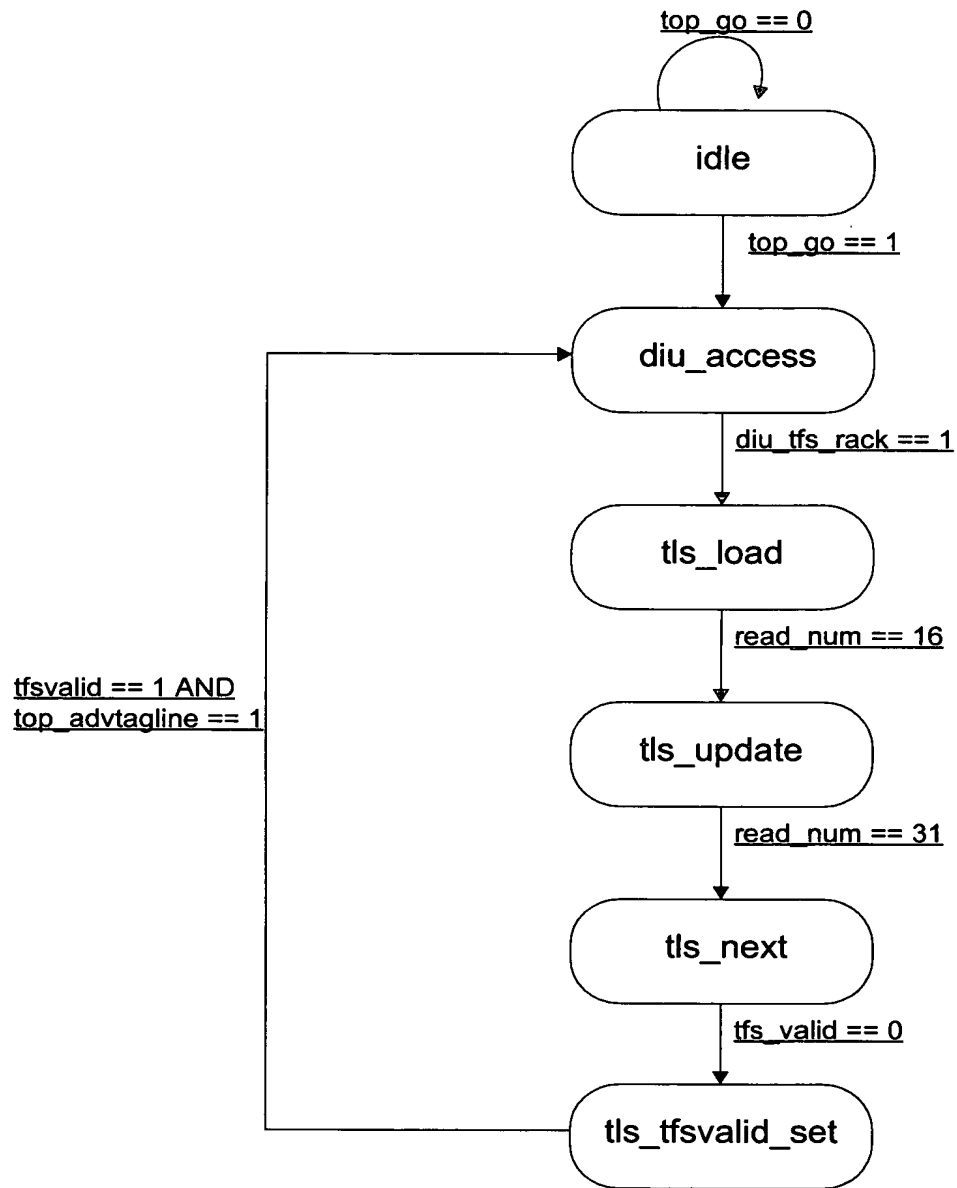 top_go == 0
idle
top_go == 1
diu_access
diu_tfs_rack == 1
tls_load
read_num == 16
tfsvalid == 1 AND
top_advtagline == 1
tls_update
read_num == 31
tls_next
tfs_valid == 0
tls_tfsvalid_set